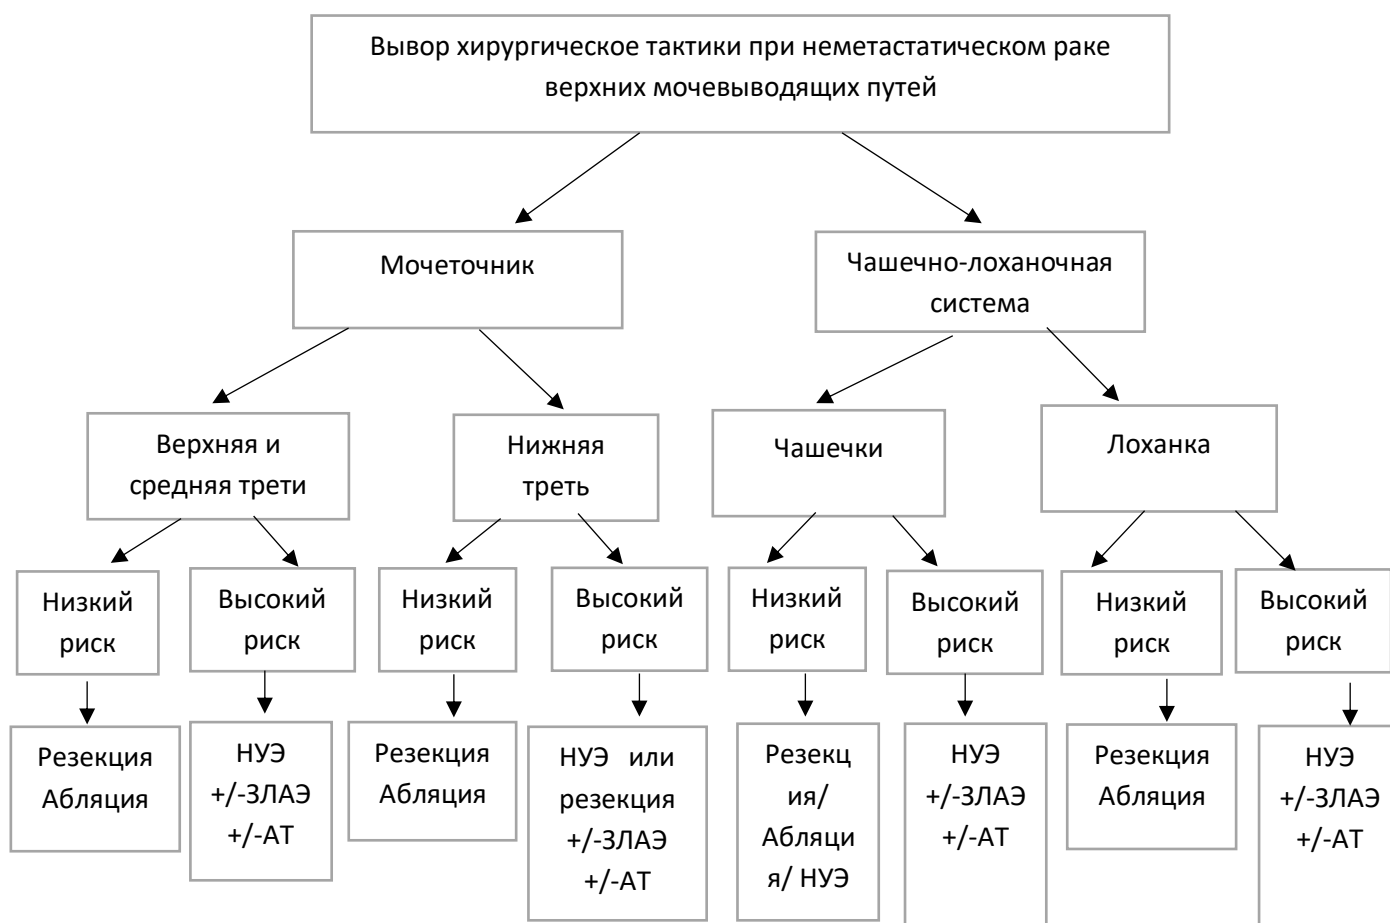 Вывор хирургическое тактики при неметастатическом раке
верхних мочевыводящих путей
Мочеточник
Чашечно-лоханочная
система
Верхняя и
средняя трети
Нижняя
треть
Чашечки
Лоханка
Низкий
риск
Высокий
риск
Низкий
риск
Высокий
риск
Низкий
риск
Высокий
риск
Низкий
риск
Высокий
риск
Резекция
Абляция
НУЭ
+/-ЗЛАЭ
+/-АТ
Резекция
Абляция
НУЭ или
резекция
+/-ЗЛАЭ
+/-АТ
Резекц
ия/
Абляци
я/ НУЭ
НУЭ
+/-ЗЛАЭ
+/-АТ
Резекция
Абляция
НУЭ
+/-ЗЛАЭ
+/-АТ